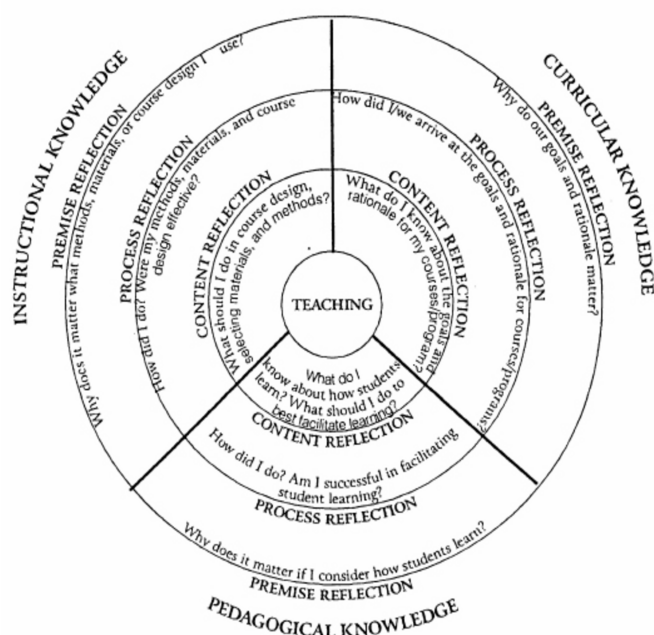 INSTRUCTIONAL KNOWLEDGE
PREMISE REFLECTION
Why does it matter what methods, materials, or course design I use?
PROCESS REFLECTION
How did I do? Were my methods, materials, and course
design effective?
CONTENT REFLECTION
What should I do in course design,
selecting materials, and methods?
CURRICULAR KNOWLEDGE
PREMISE REFLECTION
Why do our goals and rationale matter?
PROCESS REFLECTION
How did I/we arrive at the goals and rationale for courses/programs?
CONTENT REFLECTION
What do I know about the goals and
rationale for my courses/program?
TEACHING
What do I
know about how students
learn? What should I do to
best facilitate learning?
CONTENT REFLECTION
How did I do? Am I successful in facilitating
student learning?
PROCESS REFLECTION
Why does it matter if I consider how students learn?
PREMISE REFLECTION
PEDAGOGICAL KNOWLEDGE